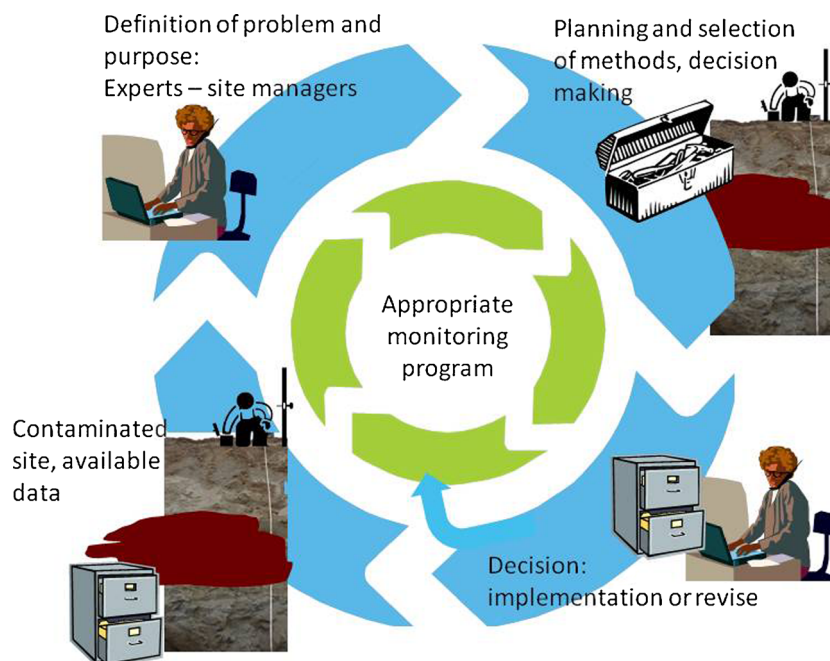 Definition of problem and
purpose:
Experts – site managers
Planning and selection
of methods, decision
making
Appropriate
monitoring
program
Contaminated
site, available
data
Decision:
implementation or revise